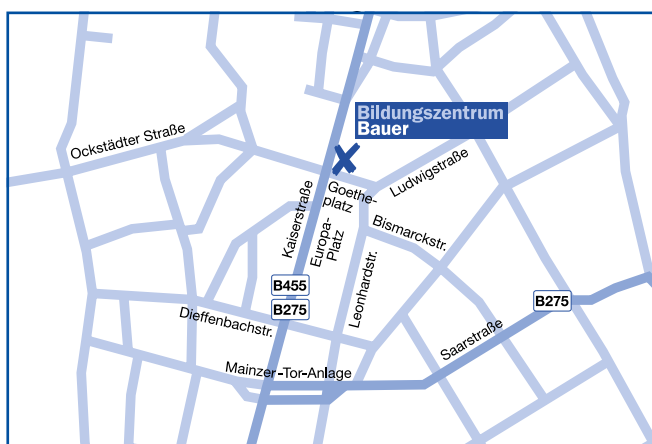 Bildungszentrum
Bauer
Ockstädter Straße
Ludwigstraße
Goethe-
platz
Kaiserstraße
Europa-
Platz
Bismarckstr.
Leonhardstr.
B455
B275
B275
Dieffenbachstr.
Saarstraße
Mainzer-Tor-Anlage